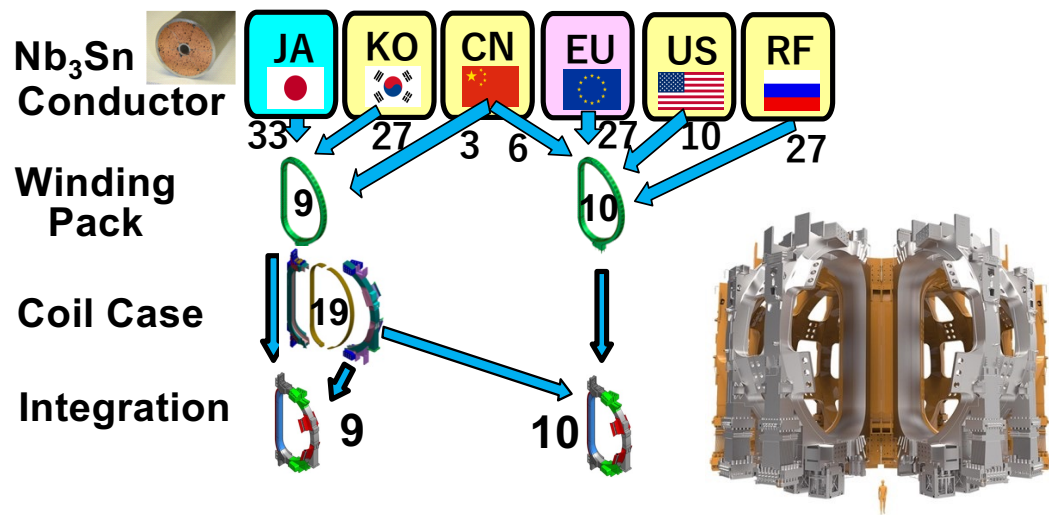 JA KO CN EU US RF
Nb₃Sn
Conductor
33 27 3 6 27 10 27
Winding
Pack
9 10
Coil Case
19
Integration
9 10